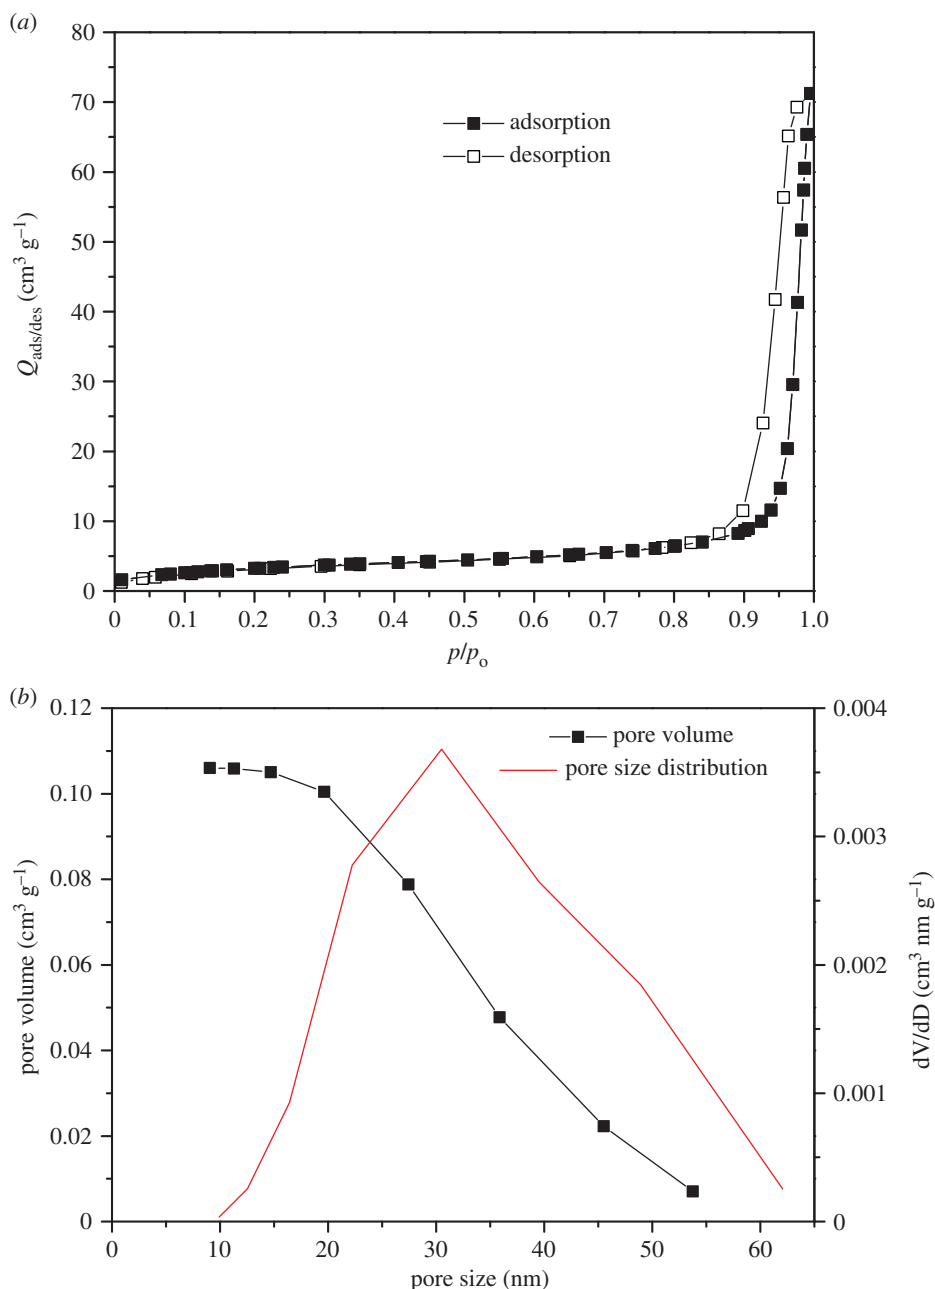 (a)
80
70
60
50
40
30
20
10
0
Q_ads/des (cm³ g⁻¹)
adsorption
desorption
0 0.1 0.2 0.3 0.4 0.5 0.6 0.7 0.8 0.9 1.0
p/p_o
(b)
0.12
0.10
0.08
0.06
0.04
0.02
0
pore volume (cm³ g⁻¹)
pore volume
pore size distribution
0.004
0.003
0.002
0.001
0
dV/dD (cm³ nm g⁻¹)
0 10 20 30 40 50 60
pore size (nm)